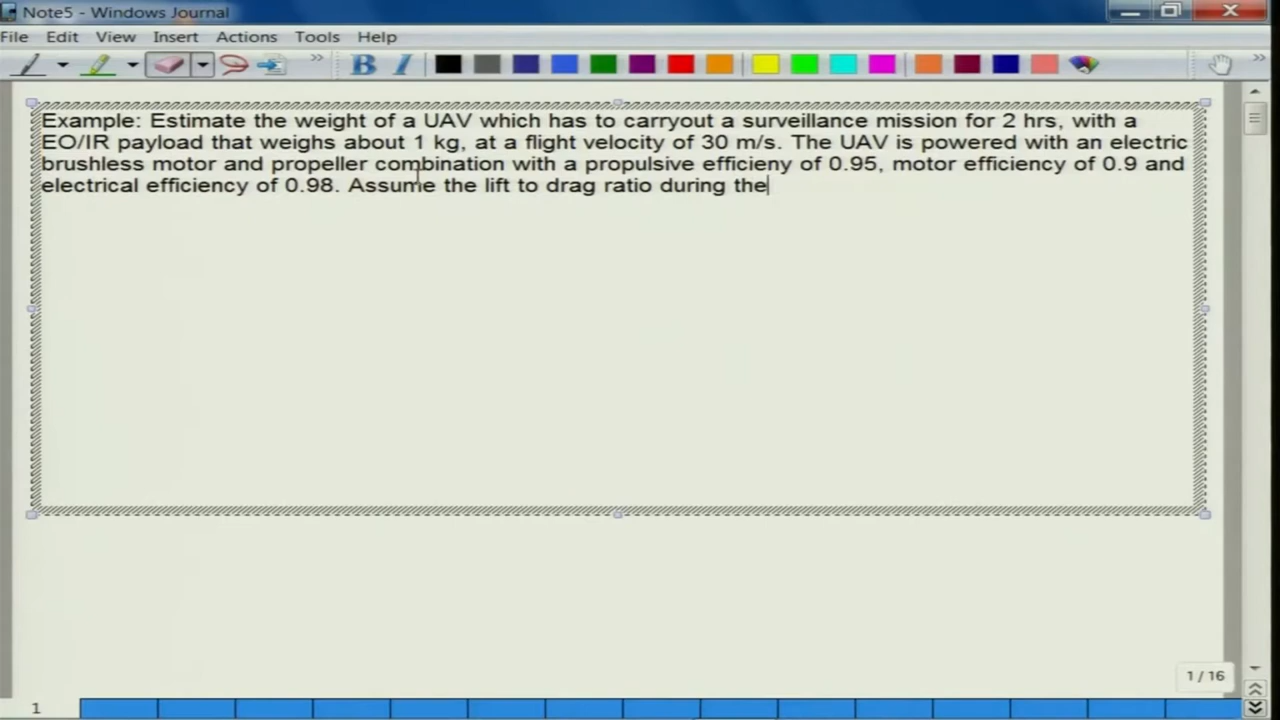 Note5 - Windows Journal
File Edit View Insert Actions Tools Help
Example: Estimate the weight of a UAV which has to carryout a surveillance mission for 2 hrs, with a
EO/IR payload that weighs about 1 kg, at a flight velocity of 30 m/s. The UAV is powered with an electric
brushless motor and propeller combination with a propulsive efficieny of 0.95, motor efficiency of 0.9 and
electrical efficiency of 0.98. Assume the lift to drag ratio during the
1 / 16
1